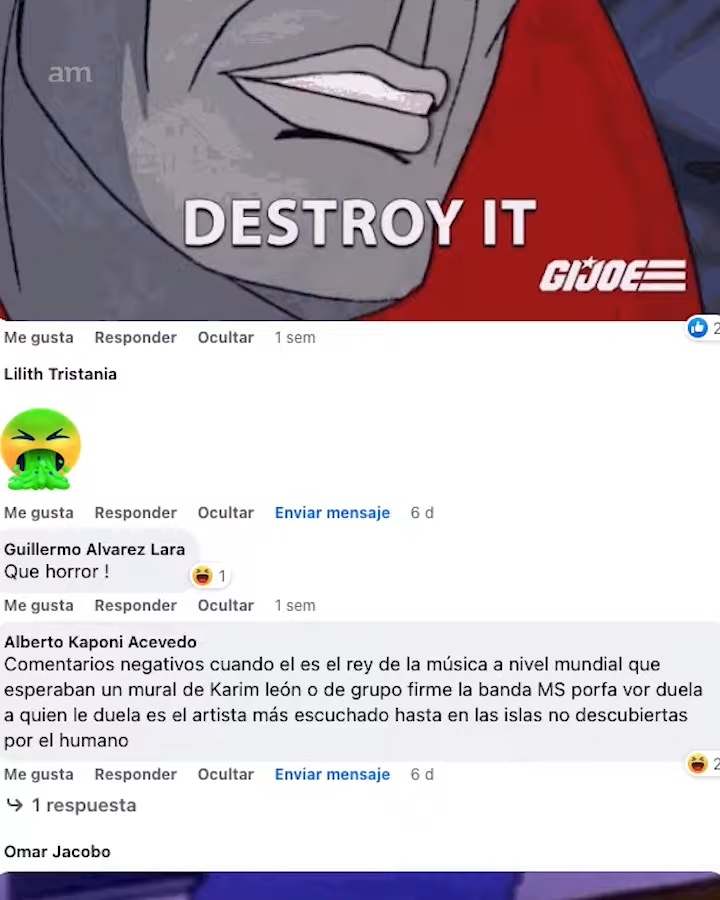 am
DESTROY IT
GIJOE
Me gusta Responder Ocultar 1 sem
2
Lilith Tristania
Me gusta Responder Ocultar Enviar mensaje 6 d
Guillermo Alvarez Lara
Que horror !
1
Me gusta Responder Ocultar 1 sem
Alberto Kaponi Acevedo
Comentarios negativos cuando el es el rey de la música a nivel mundial que
esperaban un mural de Karim león o de grupo firme la banda MS porfa vor duela
a quien le duela es el artista más escuchado hasta en las islas no descubiertas
por el humano
2
Me gusta Responder Ocultar Enviar mensaje 6 d
1 respuesta
Omar Jacobo